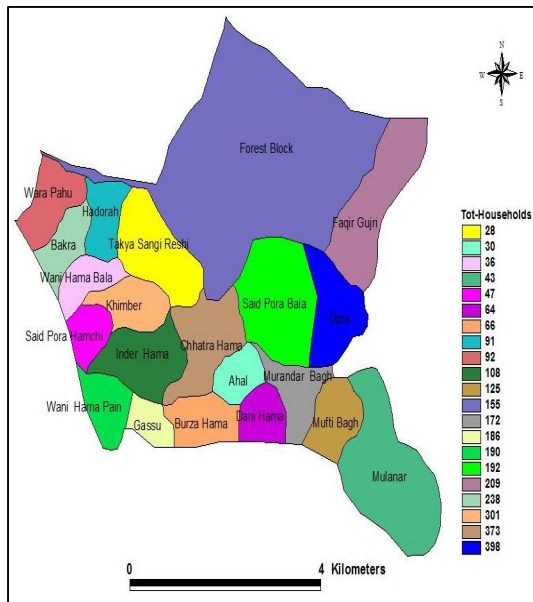 N
W E
S
Forest Block
Wara Pahu
Hadorah
Faqir Gujri
Bakra
Takya Sangi Reshi
Wani Hama Bala
Khimber
Said Pora Bala
Dara
Said Pora Hamchi
Inder Hama
Chhatra Hama
Ahal
Murandar Bagh
Wani Hama Pain
Gassu
Burza Hama
Dani Hama
Mufti Bagh
Mulanar
Tot-Households
28
30
36
43
47
64
66
91
92
108
125
155
172
186
190
192
209
238
301
373
398
0 4 Kilometers